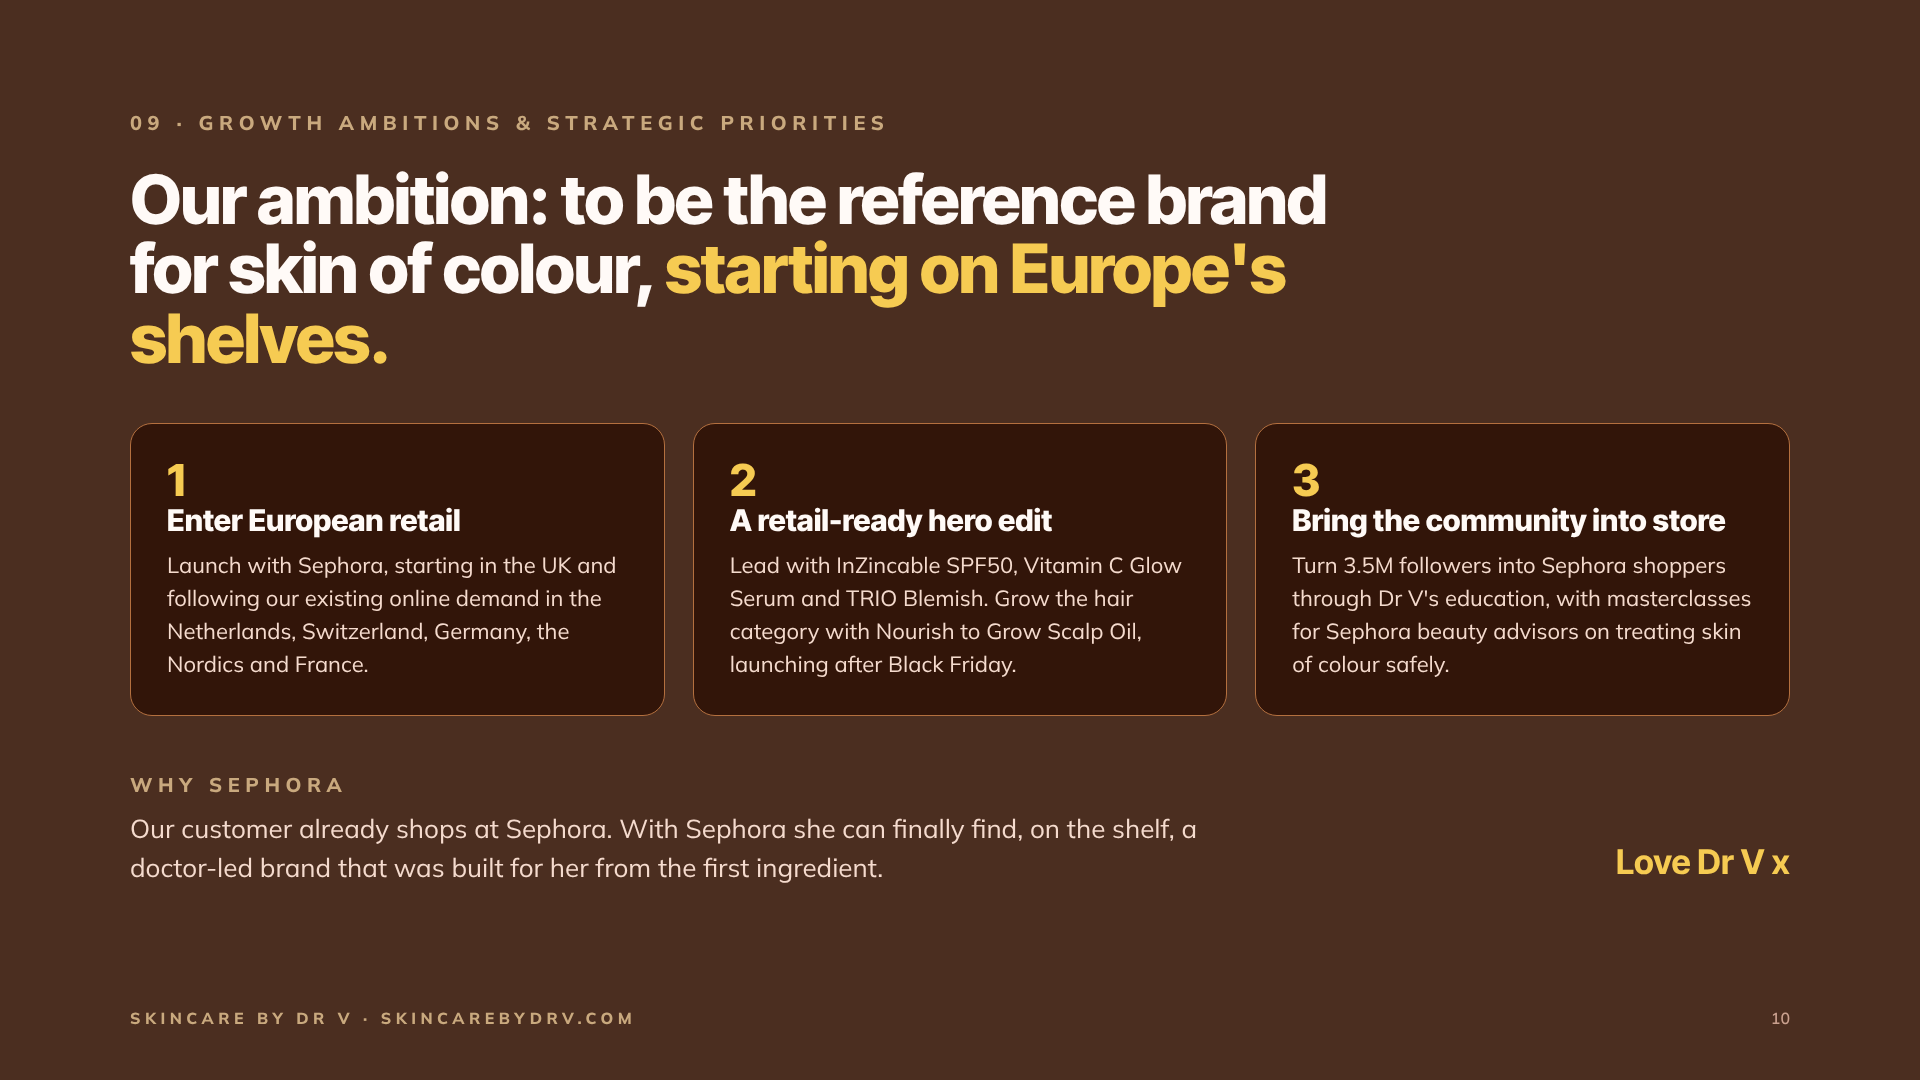 09 · GROWTH AMBITIONS & STRATEGIC PRIORITIES
Our ambition: to be the reference brand
for skin of colour, starting on Europe's
shelves.
1
Enter European retail
Launch with Sephora, starting in the UK and
following our existing online demand in the
Netherlands, Switzerland, Germany, the
Nordics and France.
2
A retail-ready hero edit
Lead with InZincable SPF50, Vitamin C Glow
Serum and TRIO Blemish. Grow the hair
category with Nourish to Grow Scalp Oil,
launching after Black Friday.
3
Bring the community into store
Turn 3.5M followers into Sephora shoppers
through Dr V's education, with masterclasses
for Sephora beauty advisors on treating skin
of colour safely.
WHY SEPHORA
Our customer already shops at Sephora. With Sephora she can finally find, on the shelf, a
doctor-led brand that was built for her from the first ingredient.
Love Dr V x
SKINCARE BY DR V · SKINCAREBYDRV.COM
10